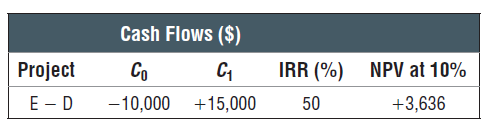 Cash Flows ($)
Project C₀ C₁ IRR (%) NPV at 10%
E – D −10,000 +15,000 50 +3,636